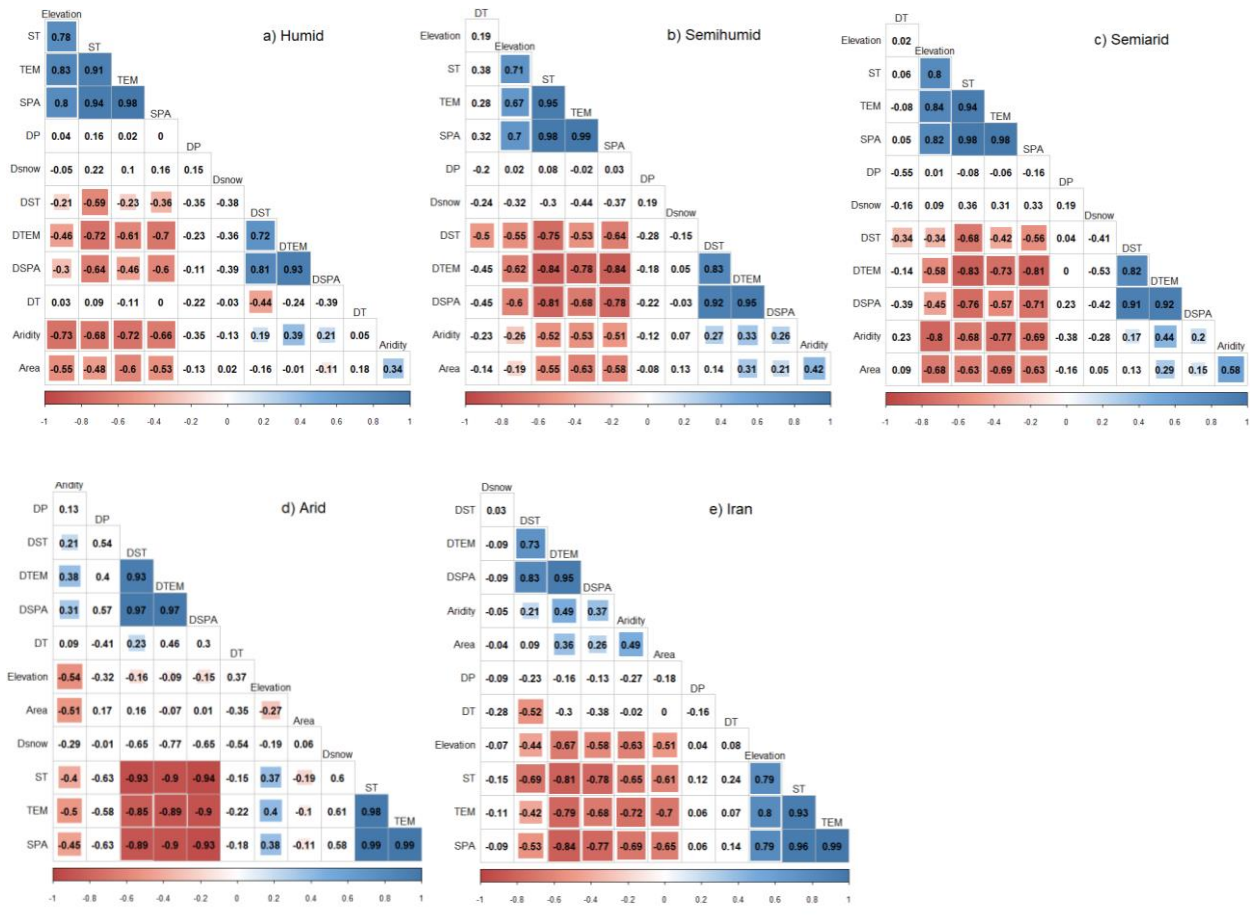 a) Humid
Elevation
ST 0.78 ST
TEM 0.83 0.91 TEM
SPA 0.8 0.94 0.98 SPA
DP 0.04 0.16 0.02 0 DP
Dsnow -0.05 0.22 0.1 0.16 0.15 Dsnow
DST -0.21 -0.59 -0.23 -0.36 -0.35 -0.38 DST
DTEM -0.46 -0.72 -0.61 -0.7 -0.23 -0.36 0.72 DTEM
DSPA -0.3 -0.64 -0.46 -0.6 -0.11 -0.39 0.81 0.93 DSPA
DT 0.03 0.09 -0.11 0 -0.22 -0.03 -0.44 -0.24 -0.39 DT
Aridity -0.73 -0.68 -0.72 -0.66 -0.35 -0.13 0.19 0.39 0.21 0.05 Aridity
Area -0.55 -0.48 -0.6 -0.53 -0.13 0.02 -0.16 -0.01 -0.11 0.18 0.34
-1 -0.8 -0.6 -0.4 -0.2 0 0.2 0.4 0.6 0.8 1
b) Semihumid
DT
Elevation 0.19 Elevation
ST 0.38 0.71 ST
TEM 0.28 0.67 0.95 TEM
SPA 0.32 0.7 0.98 0.99 SPA
DP -0.2 0.02 0.08 -0.02 0.03 DP
Dsnow -0.24 -0.32 -0.3 -0.44 -0.37 0.19 Dsnow
DST -0.5 -0.55 -0.75 -0.53 -0.64 -0.28 -0.15 DST
DTEM -0.45 -0.62 -0.84 -0.78 -0.84 -0.18 0.05 0.83 DTEM
DSPA -0.45 -0.6 -0.81 -0.68 -0.78 -0.22 -0.03 0.92 0.95 DSPA
Aridity -0.23 -0.26 -0.52 -0.53 -0.51 -0.12 0.07 0.27 0.33 0.26 Aridity
Area -0.14 -0.19 -0.55 -0.63 -0.58 -0.08 0.13 0.14 0.31 0.21 0.42
-1 -0.8 -0.6 -0.4 -0.2 0 0.2 0.4 0.6 0.8 1
c) Semiarid
DT
Elevation 0.02 Elevation
ST 0.06 0.8 ST
TEM -0.08 0.84 0.94 TEM
SPA 0.05 0.82 0.98 0.98 SPA
DP -0.55 0.01 -0.08 -0.06 -0.16 DP
Dsnow -0.16 0.09 0.36 0.31 0.33 0.19 Dsnow
DST -0.34 -0.34 -0.68 -0.42 -0.56 0.04 -0.41 DST
DTEM -0.14 -0.58 -0.83 -0.73 -0.81 0 -0.53 0.82 DTEM
DSPA -0.39 -0.45 -0.76 -0.57 -0.71 0.23 -0.42 0.91 0.92 DSPA
Aridity 0.23 -0.8 -0.68 -0.77 -0.69 -0.38 -0.28 0.17 0.44 0.2 Aridity
Area 0.09 -0.68 -0.63 -0.69 -0.63 -0.16 0.05 0.13 0.29 0.15 0.58
-1 -0.8 -0.6 -0.4 -0.2 0 0.2 0.4 0.6 0.8 1
d) Arid
Aridity
DP 0.13 DP
DST 0.21 0.54 DST
DTEM 0.38 0.4 0.93 DTEM
DSPA 0.31 0.57 0.97 0.97 DSPA
DT 0.09 -0.41 0.23 0.46 0.3 DT
Elevation -0.54 -0.32 -0.16 -0.09 -0.15 0.37 Elevation
Area -0.51 0.17 0.16 -0.07 0.01 -0.35 -0.27 Area
Dsnow -0.29 -0.01 -0.65 -0.77 -0.65 -0.54 -0.19 0.06 Dsnow
ST -0.4 -0.63 -0.93 -0.9 -0.94 -0.15 0.37 -0.19 0.6 ST
TEM -0.5 -0.58 -0.85 -0.89 -0.9 -0.22 0.4 -0.1 0.61 0.98 TEM
SPA -0.45 -0.63 -0.89 -0.9 -0.93 -0.18 0.38 -0.11 0.58 0.99 0.99
-1 -0.8 -0.6 -0.4 -0.2 0 0.2 0.4 0.6 0.8 1
e) Iran
Dsnow
DST 0.03 DST
DTEM -0.09 0.73 DTEM
DSPA -0.09 0.83 0.95 DSPA
Aridity -0.05 0.21 0.49 0.37 Aridity
Area -0.04 0.09 0.36 0.26 0.49 Area
DP -0.09 -0.23 -0.16 -0.13 -0.27 -0.18 DP
DT -0.28 -0.52 -0.3 -0.38 -0.02 0 -0.16 DT
Elevation -0.07 -0.44 -0.67 -0.58 -0.63 -0.51 0.04 0.08 Elevation
ST -0.15 -0.69 -0.81 -0.78 -0.65 -0.61 0.12 0.24 0.79 ST
TEM -0.11 -0.42 -0.79 -0.68 -0.72 -0.7 0.06 0.07 0.8 0.93 TEM
SPA -0.09 -0.53 -0.84 -0.77 -0.69 -0.65 0.06 0.14 0.79 0.96 0.99
-1 -0.8 -0.6 -0.4 -0.2 0 0.2 0.4 0.6 0.8 1